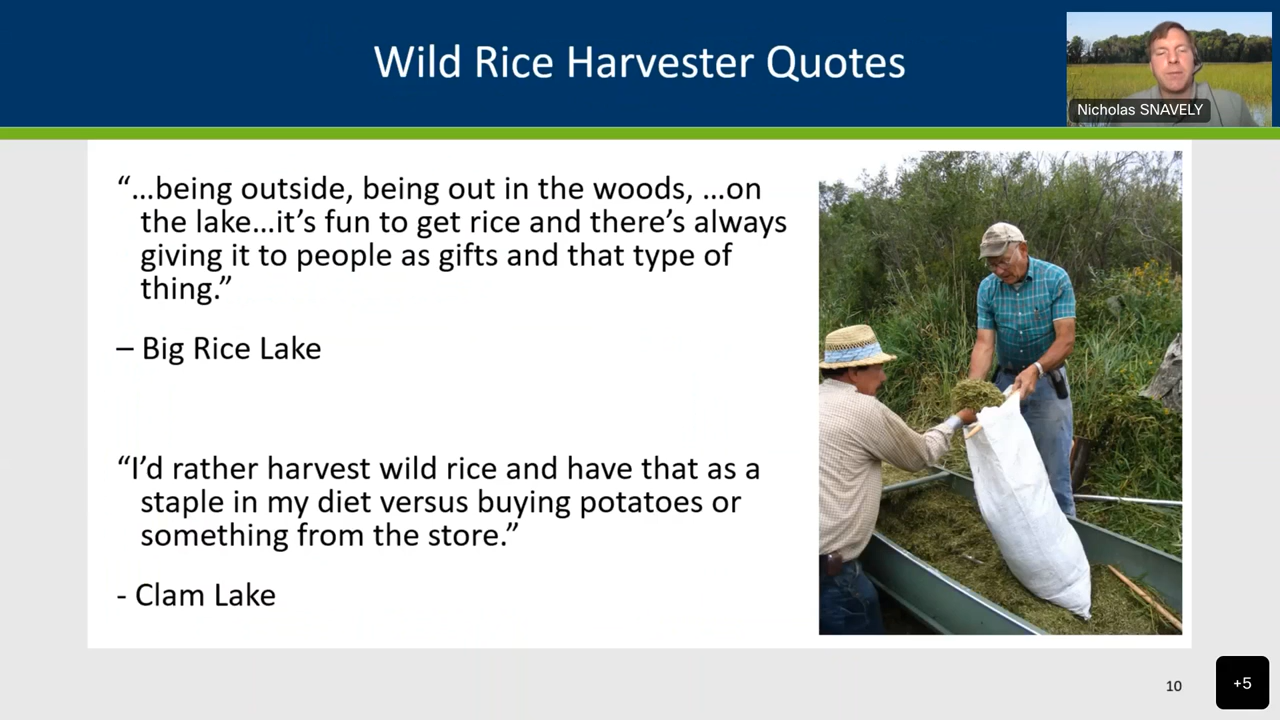 Wild Rice Harvester Quotes
Nicholas SNAVELY
“…being outside, being out in the woods, …on
the lake…it’s fun to get rice and there’s always
giving it to people as gifts and that type of
thing.”
– Big Rice Lake
“I’d rather harvest wild rice and have that as a
staple in my diet versus buying potatoes or
something from the store.”
- Clam Lake
10
+5